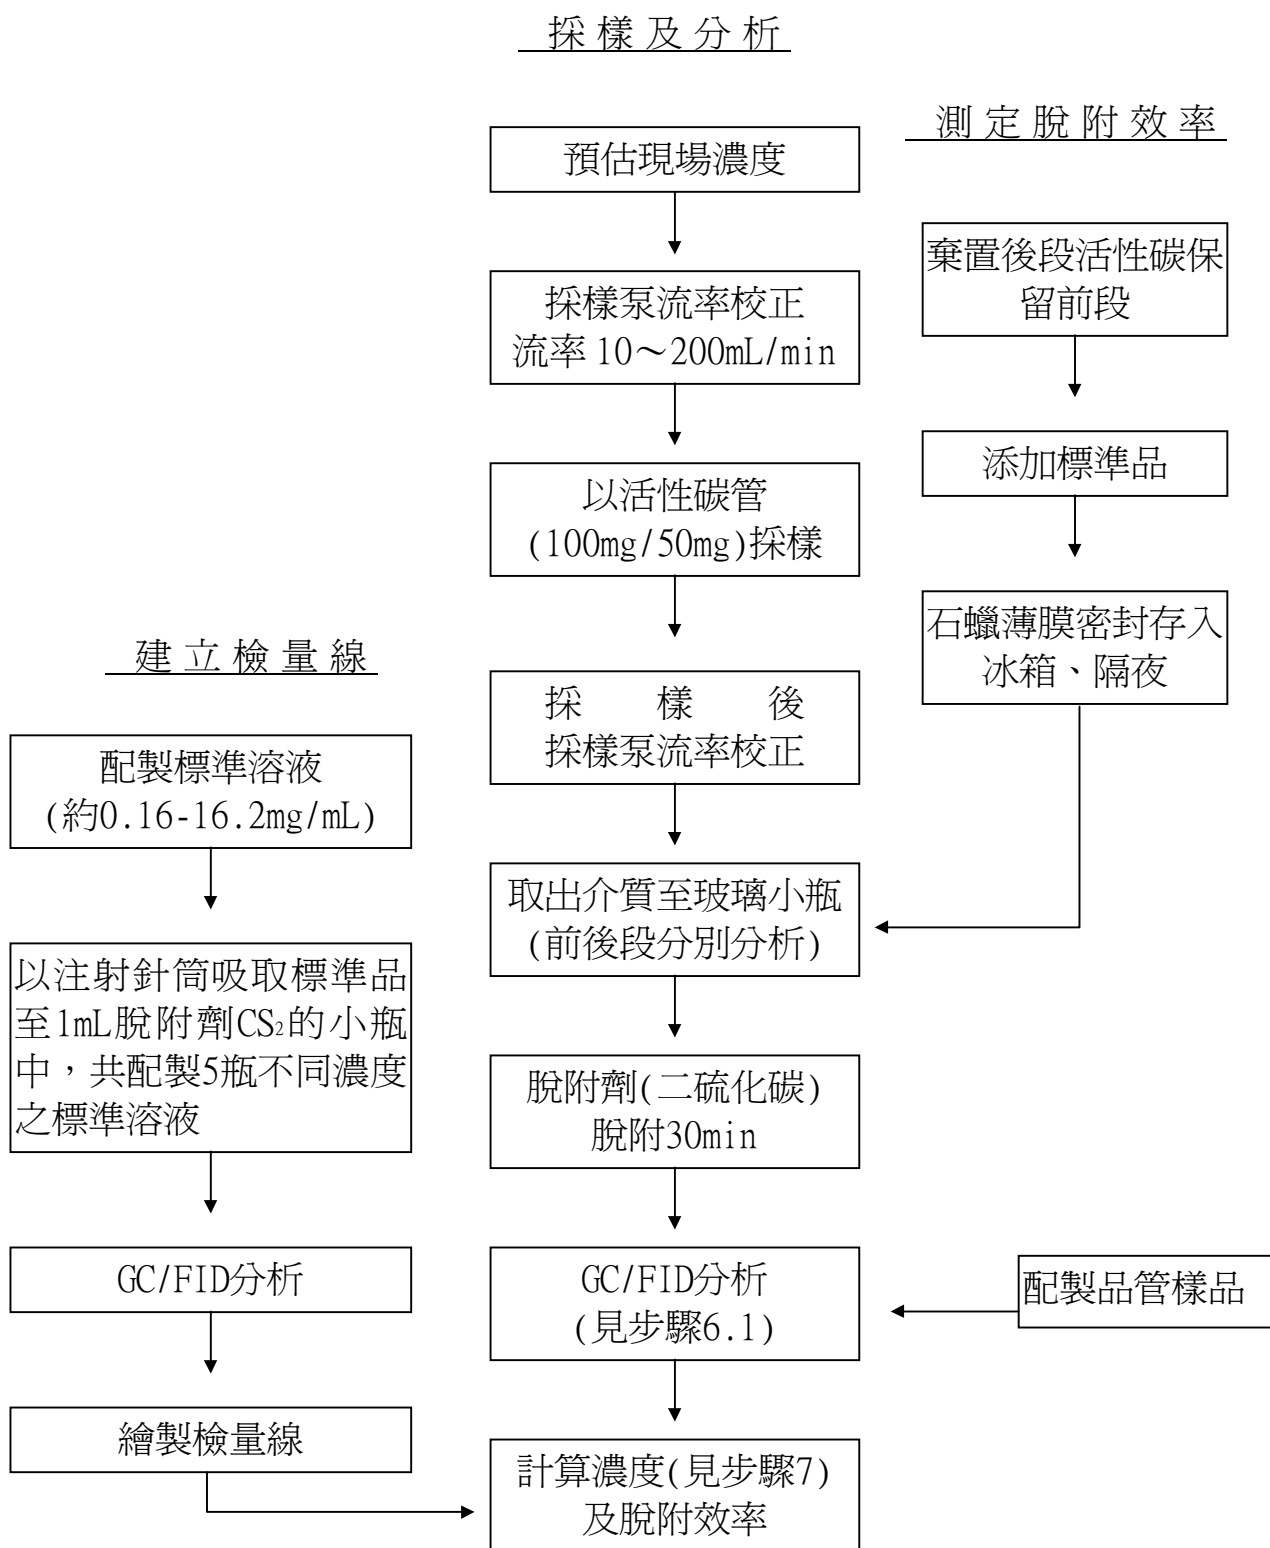 採樣及分析
預估現場濃度
採樣泵流率校正
流率10～200mL/min
以活性碳管
(100mg/50mg)採樣
採 樣 後
採樣泵流率校正
取出介質至玻璃小瓶
(前後段分別分析)
脫附劑(二硫化碳)
脫附30min
GC/FID分析
(見步驟6.1)
計算濃度(見步驟7)
及脫附效率
測定脫附效率
棄置後段活性碳保
留前段
添加標準品
石蠟薄膜密封存入
冰箱、隔夜
配製品管樣品
建立檢量線
配製標準溶液
(約0.16-16.2mg/mL)
以注射針筒吸取標準品
至1mL脫附劑CS₂的小瓶
中，共配製5瓶不同濃度
之標準溶液
GC/FID分析
繪製檢量線